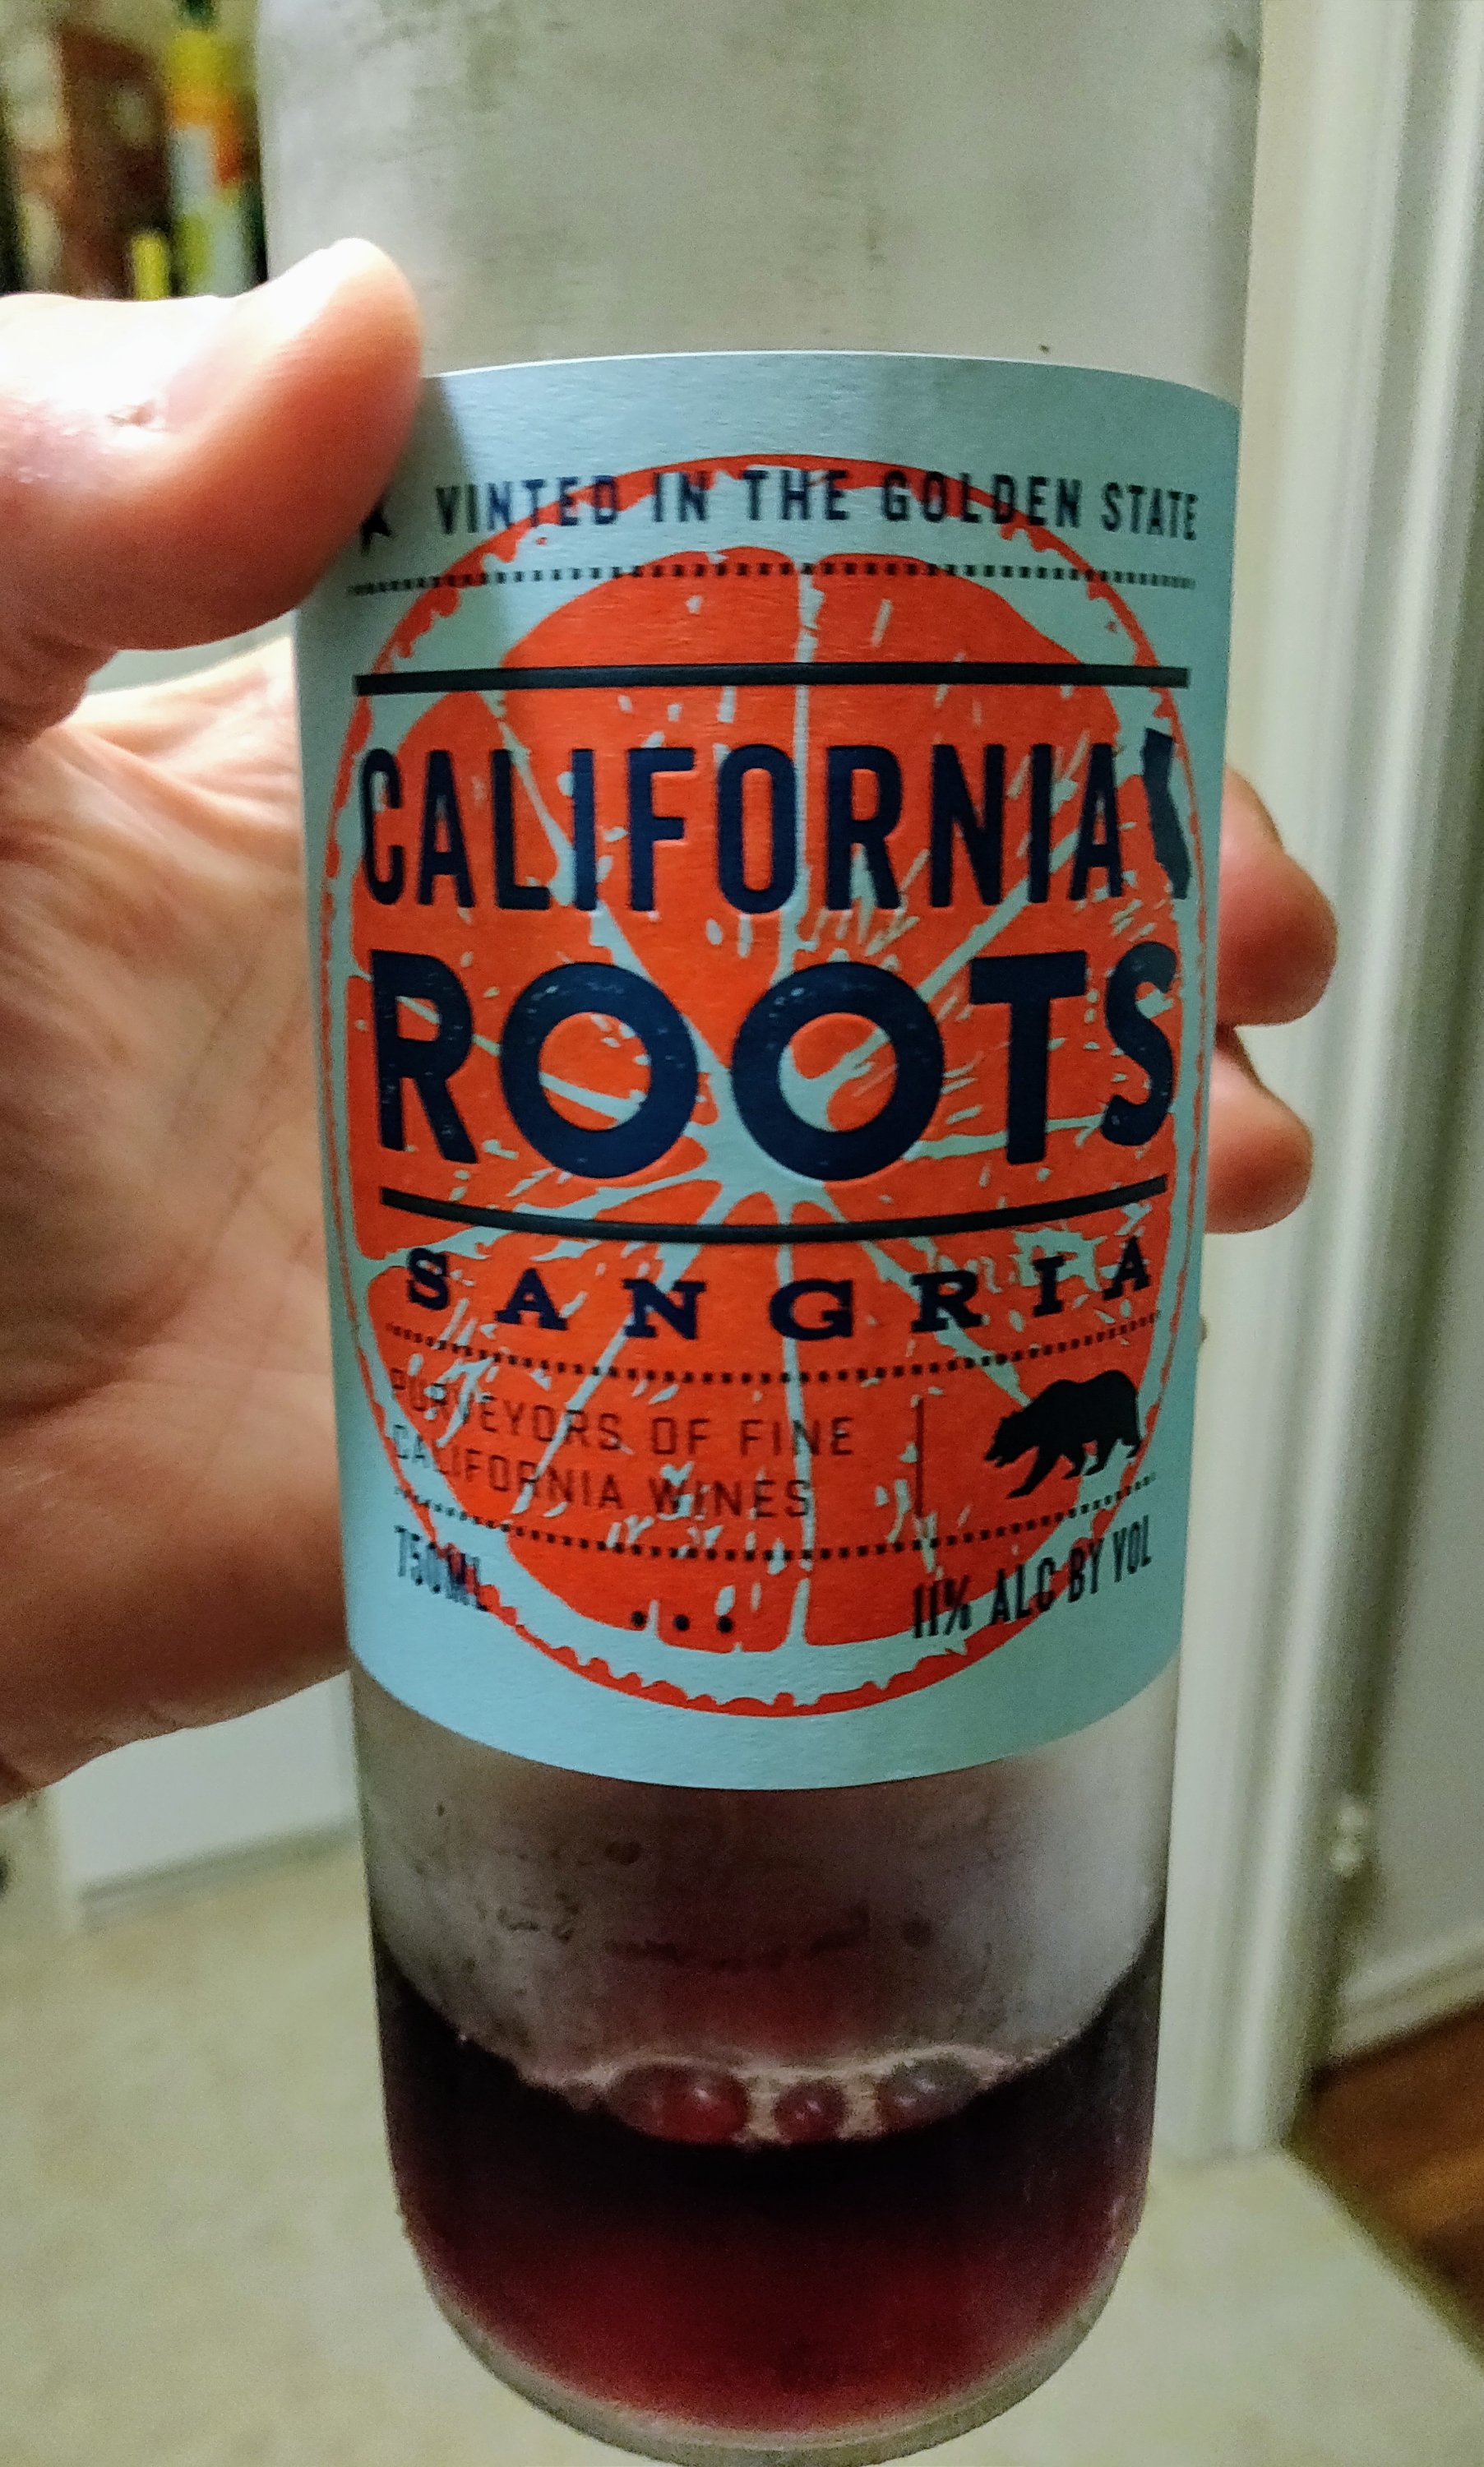 VINTED IN THE GOLDEN STATE
CALIFORNIA
ROOTS
SANGRIA
PURVEYORS OF FINE
CALIFORNIA WINES
750ML
11% ALC BY VOL